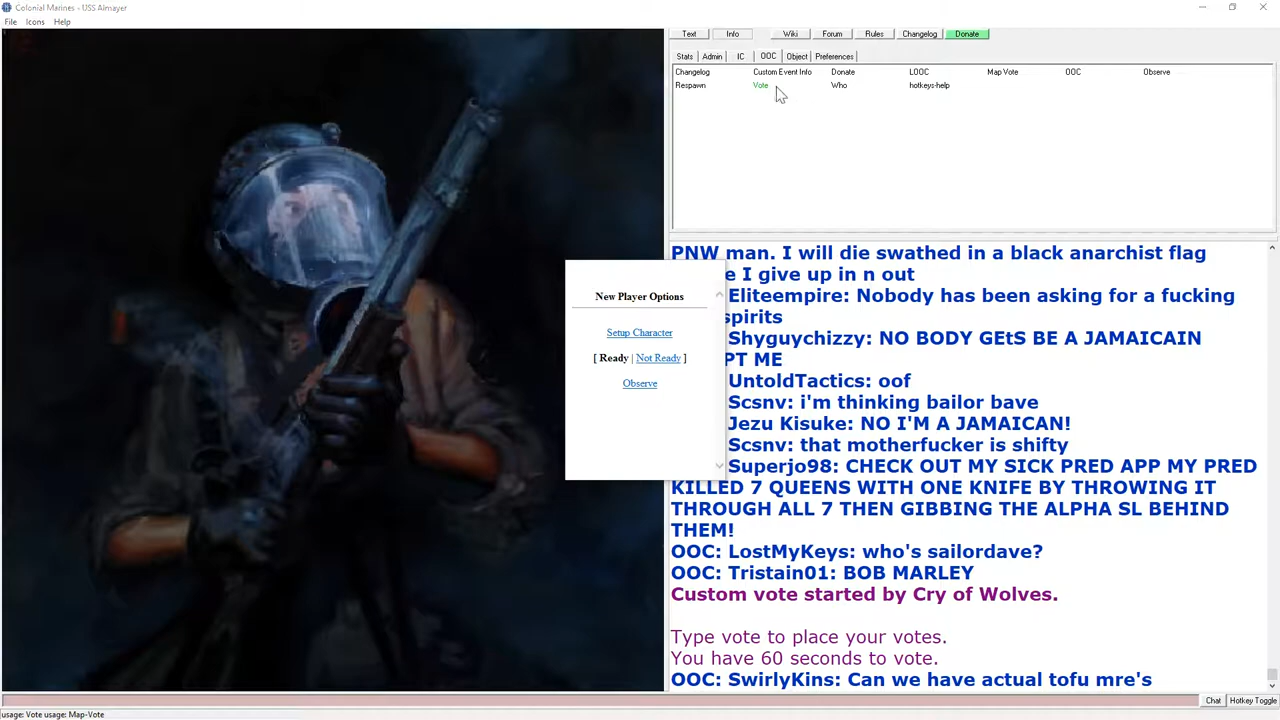 Colonial Marines - USS Almayer
File Icons Help
Text Info Wiki Forum Rules Changelog Donate
Stats Admin IC OOC Object Preferences
Changelog Custom Event Info Donate LOOC Map Vote OOC Observe
Respawn Vote Who hotkeys-help
PNW man. I will die swathed in a black anarchist flag
I give up in n out
Eliteempire: Nobody has been asking for a fucking
spirits
Shyguychizzy: NO BODY GEtS BE A JAMAICAIN
PT ME
UntoldTactics: oof
Scsnv: i'm thinking bailor bave
Jezu Kisuke: NO I'M A JAMAICAN!
Scsnv: that motherfucker is shifty
Superjo98: CHECK OUT MY SICK PRED APP MY PRED
KILLED 7 QUEENS WITH ONE KNIFE BY THROWING IT
THROUGH ALL 7 THEN GIBBING THE ALPHA SL BEHIND
THEM!
OOC: LostMyKeys: who's sailordave?
OOC: Tristain01: BOB MARLEY
Custom vote started by Cry of Wolves.
Type vote to place your votes.
You have 60 seconds to vote.
OOC: SwirlyKins: Can we have actual tofu mre's
New Player Options
Setup Character
[ Ready | Not Ready ]
Observe
Chat Hotkey Toggle
usage: Vote usage: Map-Vote